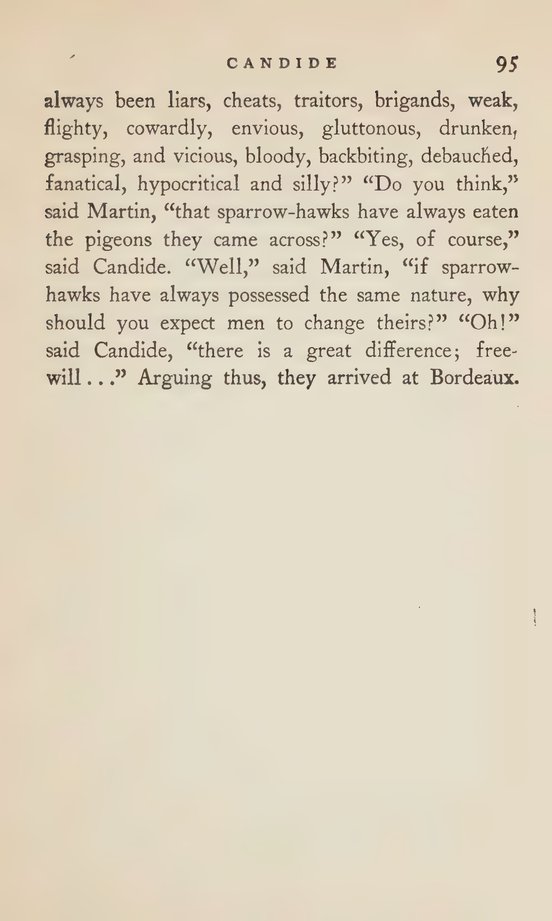 CANDIDE 95
always been liars, cheats, traitors, brigands, weak,
flighty, cowardly, envious, gluttonous, drunken,
grasping, and vicious, bloody, backbiting, debauched,
fanatical, hypocritical and silly?” “Do you think,”
said Martin, “that sparrow-hawks have always eaten
the pigeons they came across?” “Yes, of course,”
said Candide. “Well,” said Martin, “if sparrow-
hawks have always possessed the same nature, why
should you expect men to change theirs?” “Oh!”
said Candide, “there is a great difference; free-
will . . .” Arguing thus, they arrived at Bordeaux.